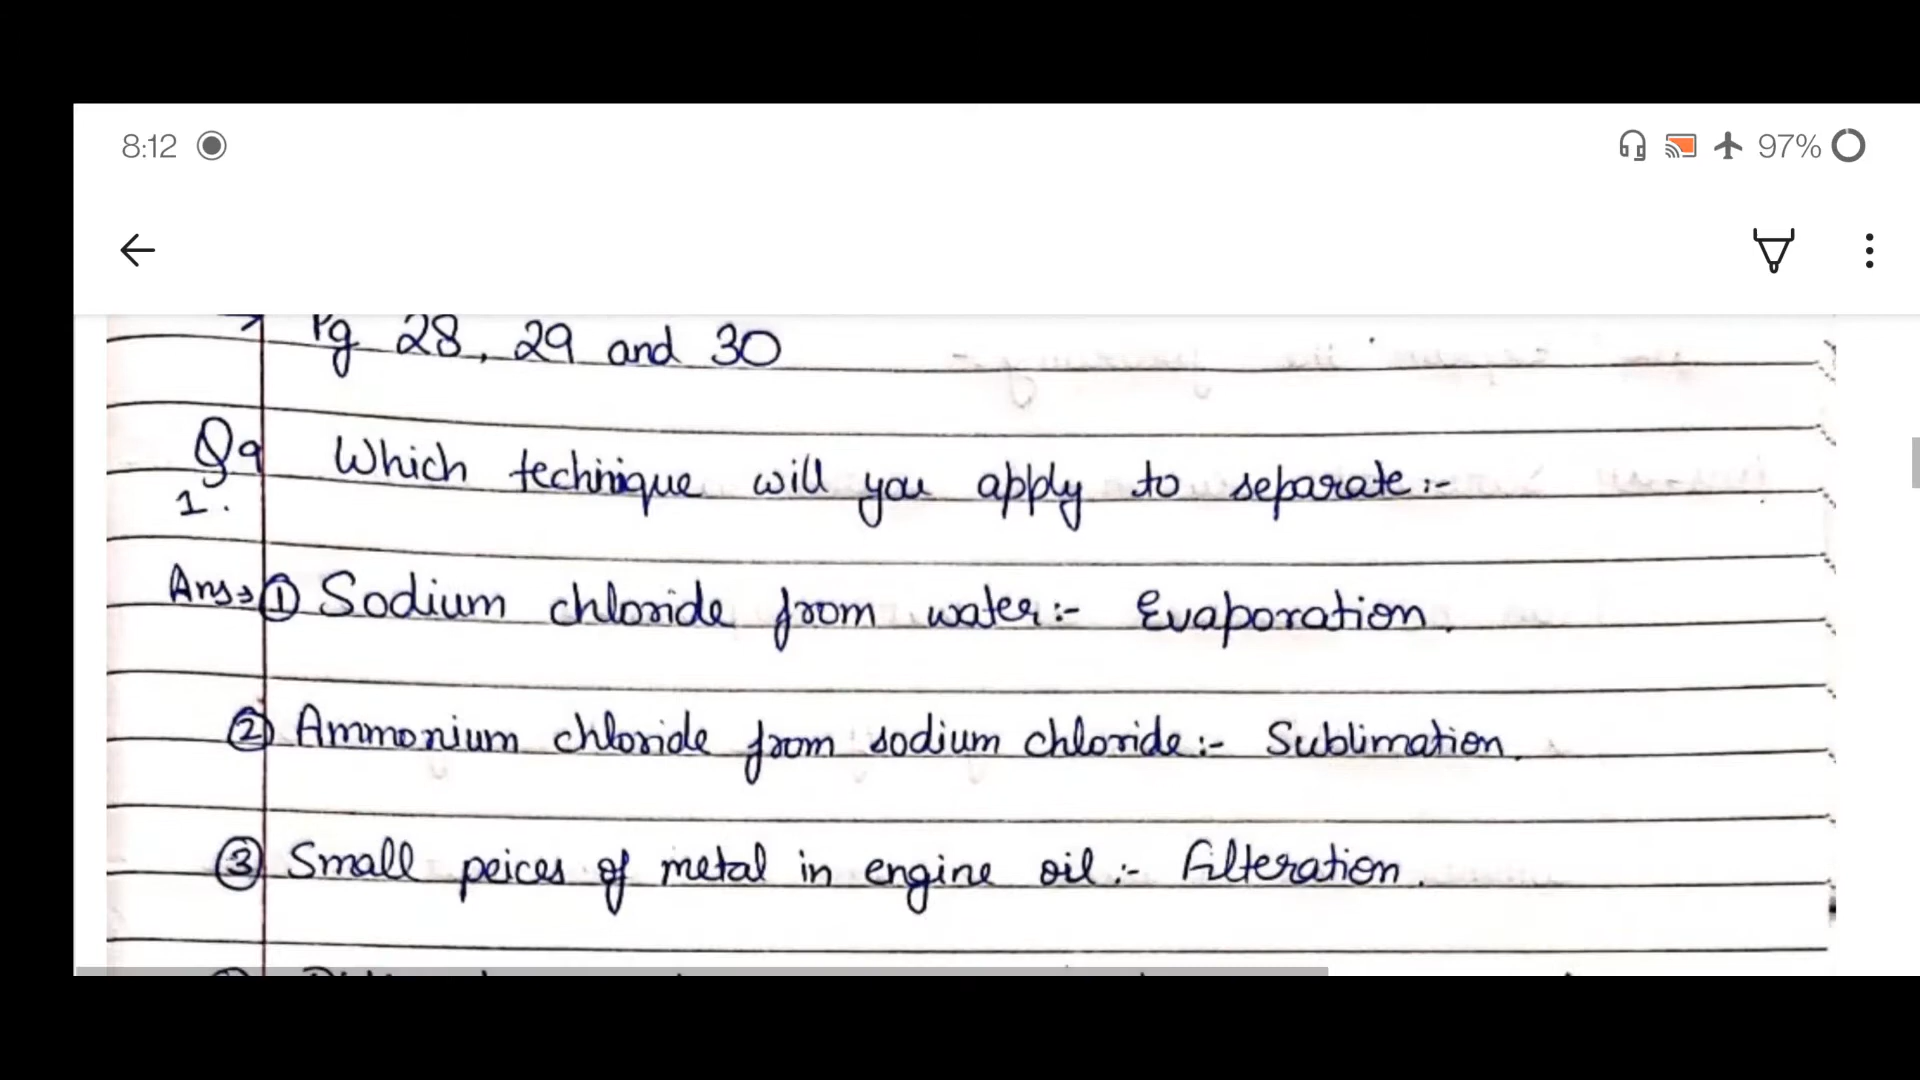 8:12 97%
Pg 28, 29 and 30
Q9 Which technique will you apply to separate:-
1.
Ans→ ① Sodium chloride from water:- Evaporation.
② Ammonium chloride from sodium chloride:- Sublimation.
③ Small peices of metal in engine oil:- Filteration.